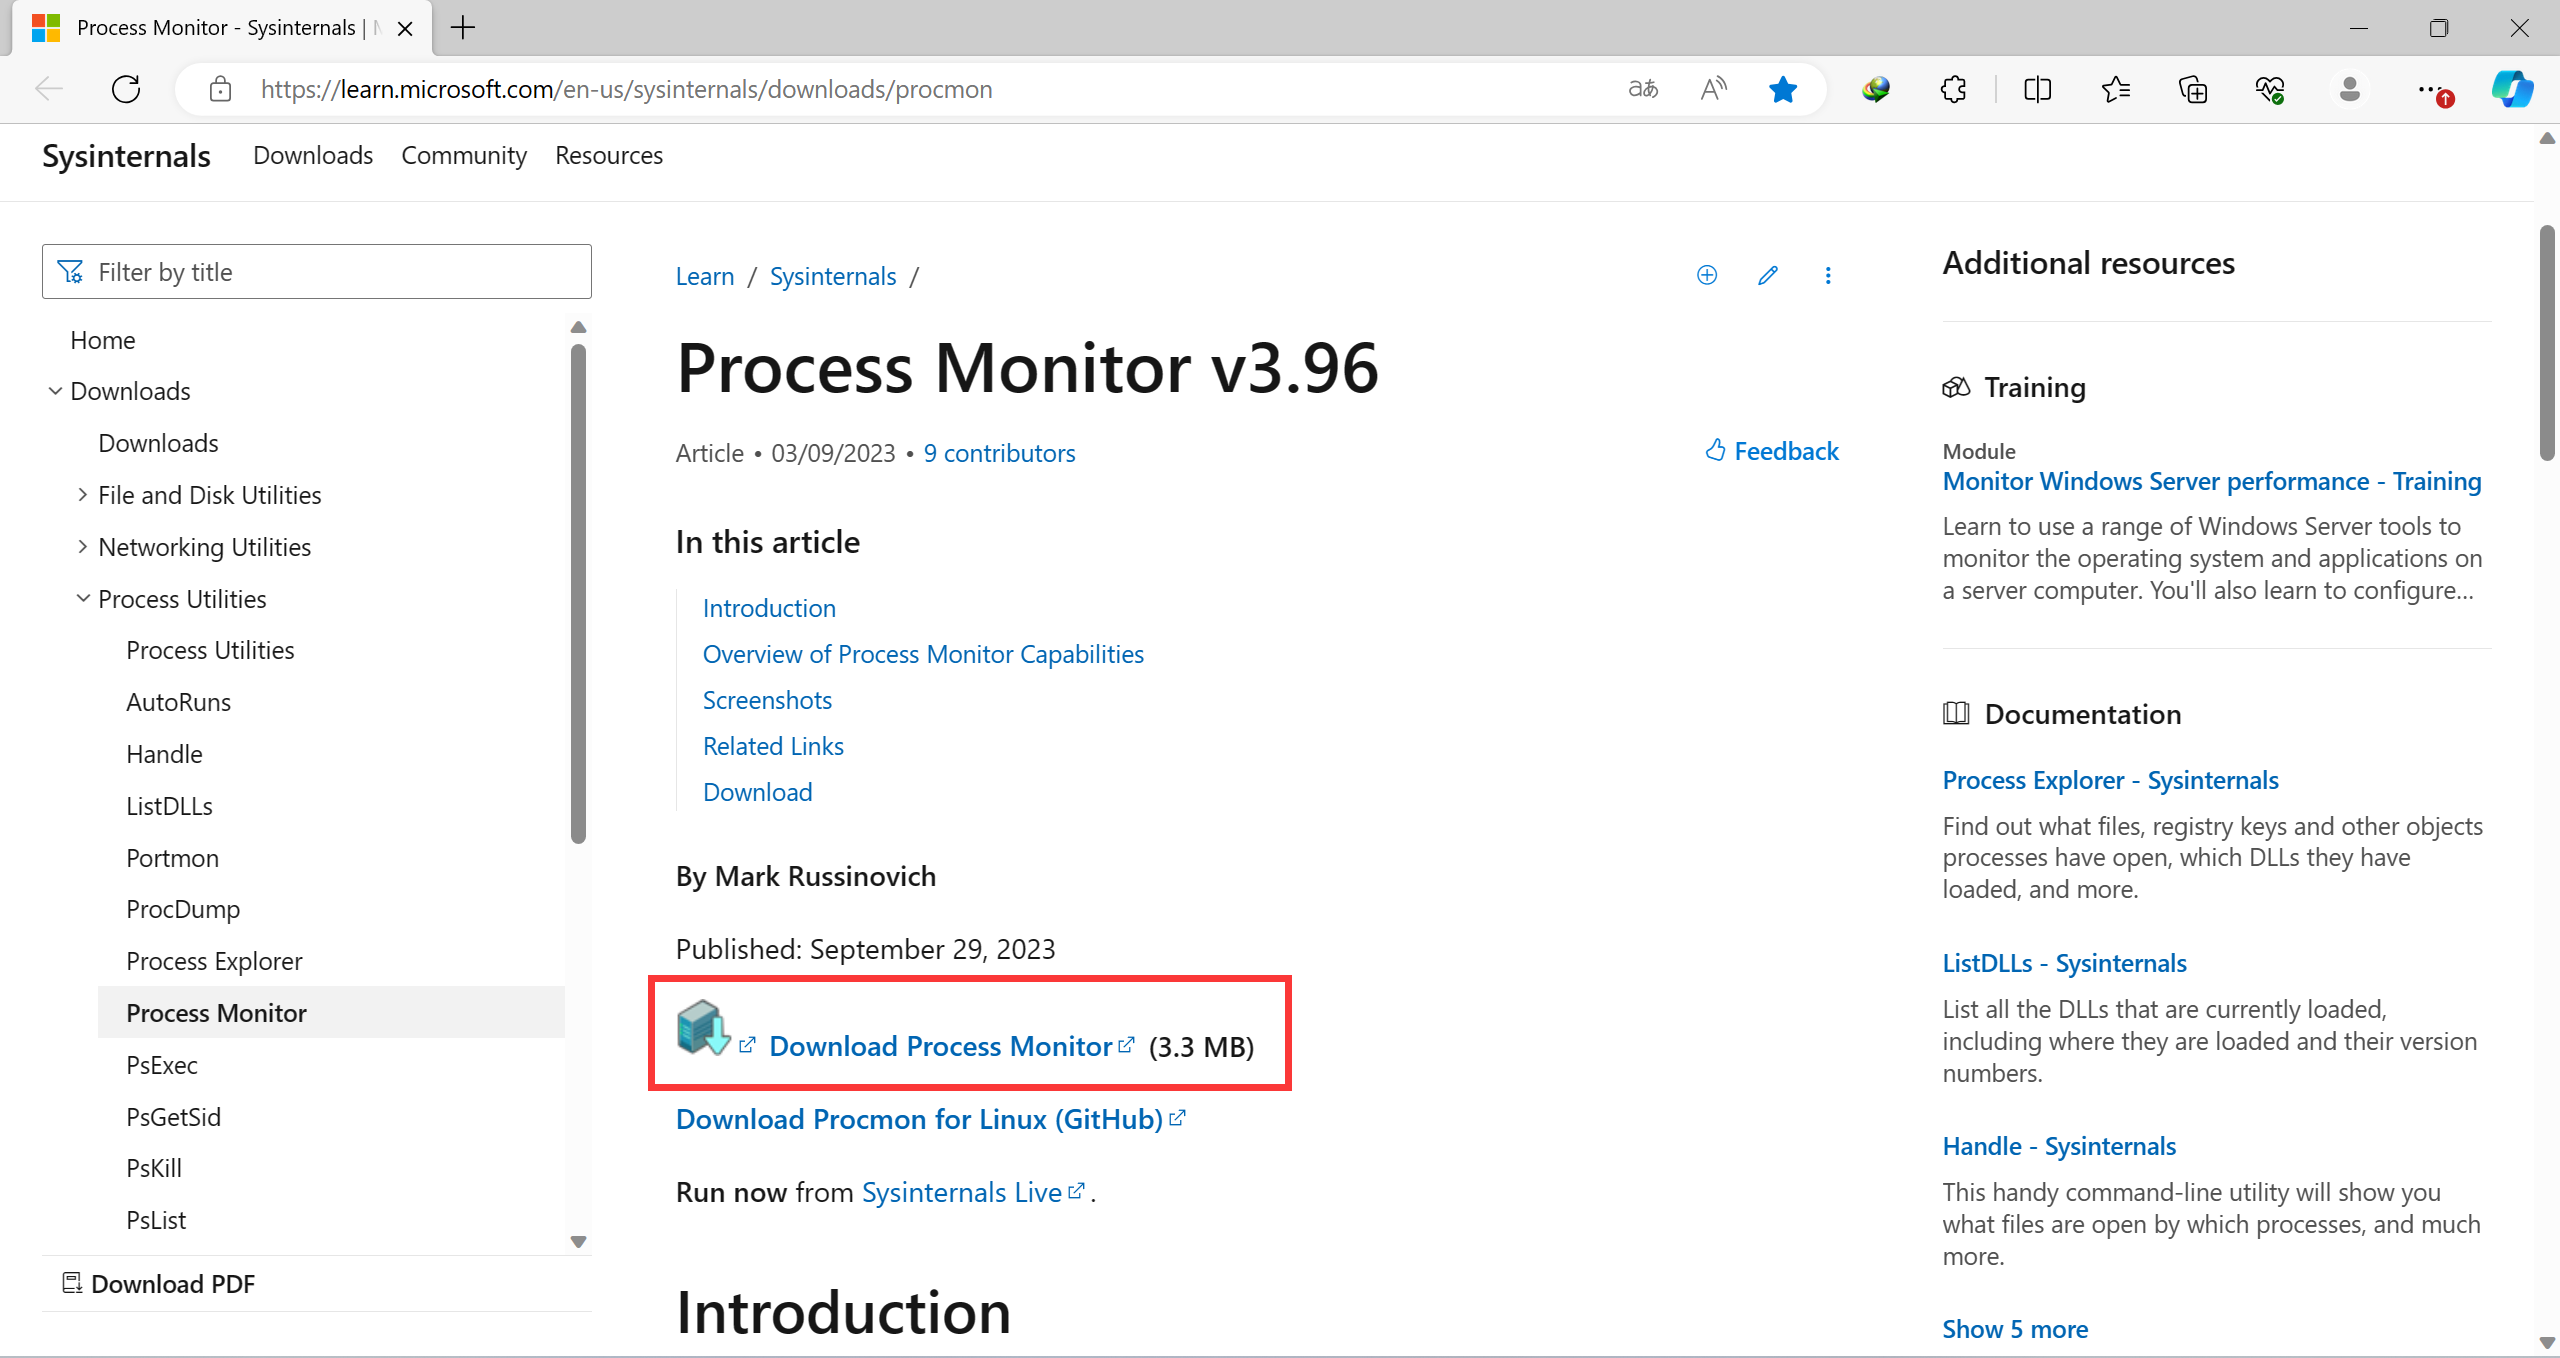 Process Monitor - Sysinternals |
https://learn.microsoft.com/en-us/sysinternals/downloads/procmon
Sysinternals Downloads Community Resources
Filter by title
Home
Downloads
Downloads
File and Disk Utilities
Networking Utilities
Process Utilities
Process Utilities
AutoRuns
Handle
ListDLLs
Portmon
ProcDump
Process Explorer
Process Monitor
PsExec
PsGetSid
PsKill
PsList
Download PDF
Learn / Sysinternals /
Process Monitor v3.96
Article • 03/09/2023 • 9 contributors
Feedback
In this article
Introduction
Overview of Process Monitor Capabilities
Screenshots
Related Links
Download
By Mark Russinovich
Published: September 29, 2023
Download Process Monitor (3.3 MB)
Download Procmon for Linux (GitHub)
Run now from Sysinternals Live .
Introduction
Additional resources
Training
Module
Monitor Windows Server performance - Training
Learn to use a range of Windows Server tools to
monitor the operating system and applications on
a server computer. You'll also learn to configure...
Documentation
Process Explorer - Sysinternals
Find out what files, registry keys and other objects
processes have open, which DLLs they have
loaded, and more.
ListDLLs - Sysinternals
List all the DLLs that are currently loaded,
including where they are loaded and their version
numbers.
Handle - Sysinternals
This handy command-line utility will show you
what files are open by which processes, and much
more.
Show 5 more